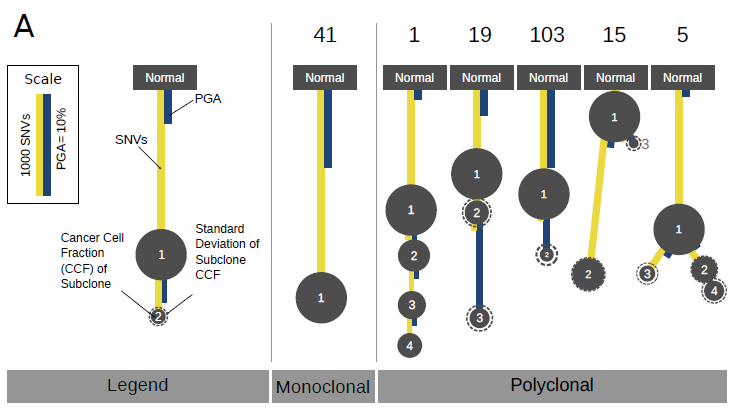 A
41
1
19
103
15
5
Scale
1000 SNVs
PGA= 10%
Normal
PGA
SNVs
1
2
Cancer Cell
Fraction
(CCF) of
Subclone
Standard
Deviation of
Subclone
CCF
Normal
1
Normal
1
2
3
4
Normal
1
2
3
Normal
1
2
Normal
1
3
2
Normal
1
3
2
4
Legend
Monoclonal
Polyclonal